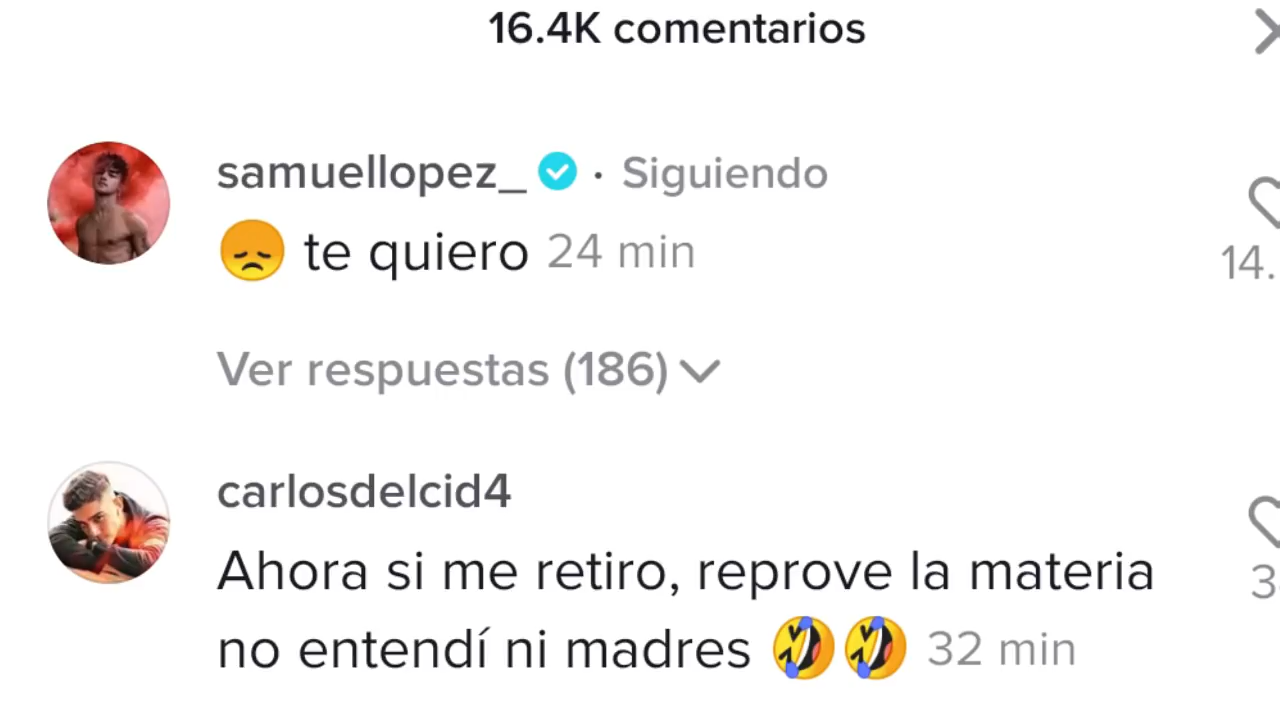 16.4K comentarios
samuellopez_ · Siguiendo
😞 te quiero 24 min
14.
Ver respuestas (186)
carlosdelcid4
Ahora si me retiro, reprove la materia
no entendí ni madres 🤣🤣 32 min